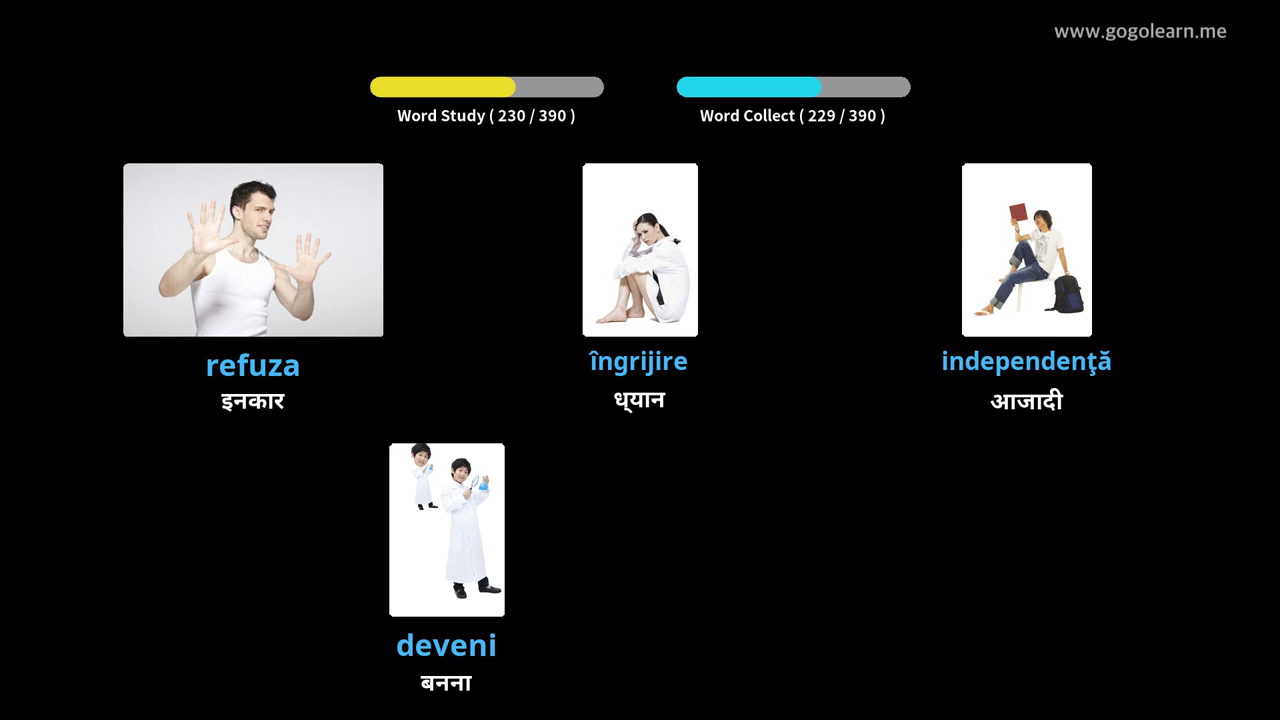 www.gogolearn.me
Word Study ( 230 / 390 )
Word Collect ( 229 / 390 )
refuza
इनकार
îngrijire
ध्यान
independenţă
आजादी
deveni
बनना